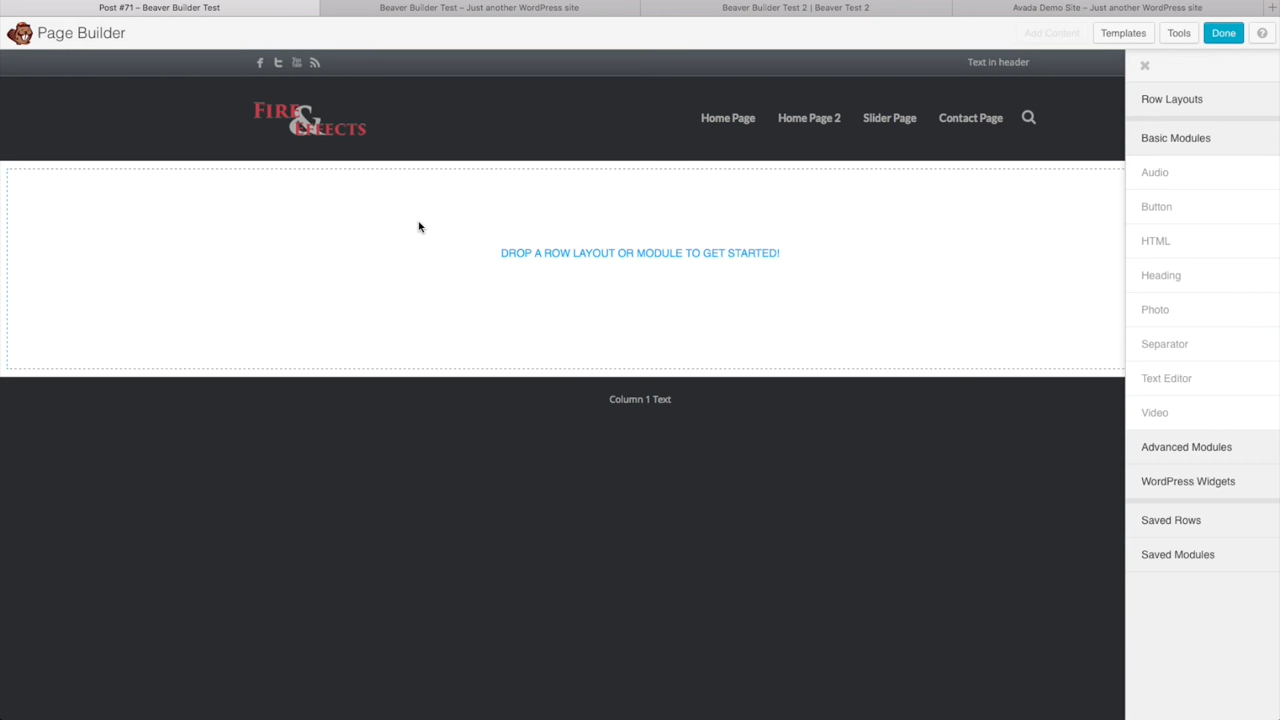 Post #71 – Beaver Builder Test
Beaver Builder Test – Just another WordPress site
Beaver Builder Test 2 | Beaver Test 2
Avada Demo Site – Just another WordPress site
+
Page Builder
Add Content
Templates
Tools
Done
?
Text in header
FIRE & EFFECTS
Home Page
Home Page 2
Slider Page
Contact Page
DROP A ROW LAYOUT OR MODULE TO GET STARTED!
Column 1 Text
Row Layouts
Basic Modules
Audio
Button
HTML
Heading
Photo
Separator
Text Editor
Video
Advanced Modules
WordPress Widgets
Saved Rows
Saved Modules